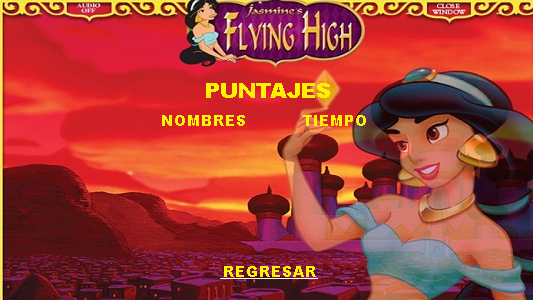 AUDIO
OFF
Jasmine's
FLYING HIGH
CLOSE
WINDOW
PUNTAJES
NOMBRES TIEMPO
REGRESAR